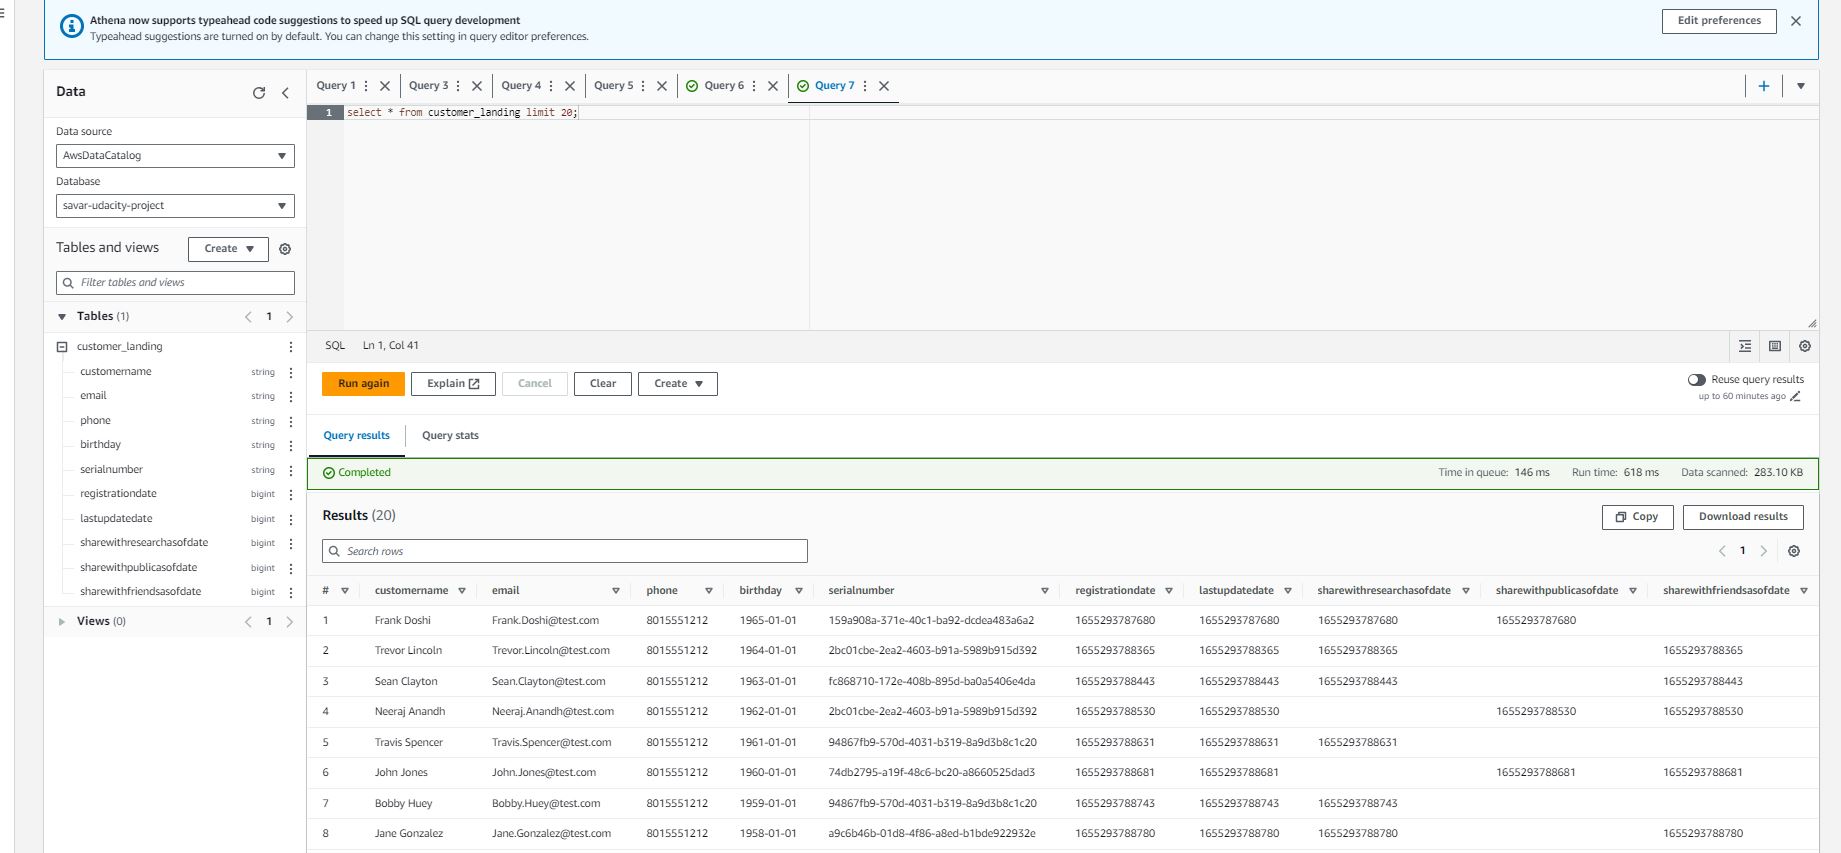 Athena now supports typeahead code suggestions to speed up SQL query development
Typeahead suggestions are turned on by default. You can change this setting in query editor preferences.
Edit preferences
Data
Data source
AwsDataCatalog
Database
savar-udacity-project
Tables and views
Create
Filter tables and views
Tables (1)
1
customer_landing
customername string
email string
phone string
birthday string
serialnumber string
registrationdate bigint
lastupdatedate bigint
sharewithresearchasofdate bigint
sharewithpublicasofdate bigint
sharewithfriendsasofdate bigint
Views (0)
1
Query 1 Query 3 Query 4 Query 5 Query 6 Query 7
1 select * from customer_landing limit 20;
SQL Ln 1, Col 41
Run again Explain Cancel Clear Create
Reuse query results
up to 60 minutes ago
Query results Query stats
Completed Time in queue: 146 ms Run time: 618 ms Data scanned: 283.10 KB
Results (20)
Copy Download results
Search rows
1
# customername email phone birthday serialnumber registrationdate lastupdatedate sharewithresearchasofdate sharewithpublicasofdate sharewithfriendsasofdate
1 Frank Doshi Frank.Doshi@test.com 8015551212 1965-01-01 159a908a-371e-40c1-ba92-dcdea483a6a2 1655293787680 1655293787680 1655293787680 1655293787680
2 Trevor Lincoln Trevor.Lincoln@test.com 8015551212 1964-01-01 2bc01cbe-2ea2-4603-b91a-5989b915d392 1655293788365 1655293788365 1655293788365 1655293788365
3 Sean Clayton Sean.Clayton@test.com 8015551212 1963-01-01 fc868710-172e-408b-895d-ba0a5406e4da 1655293788443 1655293788443 1655293788443 1655293788443
4 Neeraj Anandh Neeraj.Anandh@test.com 8015551212 1962-01-01 2bc01cbe-2ea2-4603-b91a-5989b915d392 1655293788530 1655293788530 1655293788530 1655293788530
5 Travis Spencer Travis.Spencer@test.com 8015551212 1961-01-01 94867fb9-570d-4031-b319-8a9d3b8c1c20 1655293788631 1655293788631 1655293788631
6 John Jones John.Jones@test.com 8015551212 1960-01-01 74db2795-a19f-48c6-bc20-a8660525dad3 1655293788681 1655293788681 1655293788681 1655293788681
7 Bobby Huey Bobby.Huey@test.com 8015551212 1959-01-01 94867fb9-570d-4031-b319-8a9d3b8c1c20 1655293788743 1655293788743 1655293788743
8 Jane Gonzalez Jane.Gonzalez@test.com 8015551212 1958-01-01 a9c6b46b-01d8-4f86-a8ed-b1bde922932e 1655293788780 1655293788780 1655293788780 1655293788780